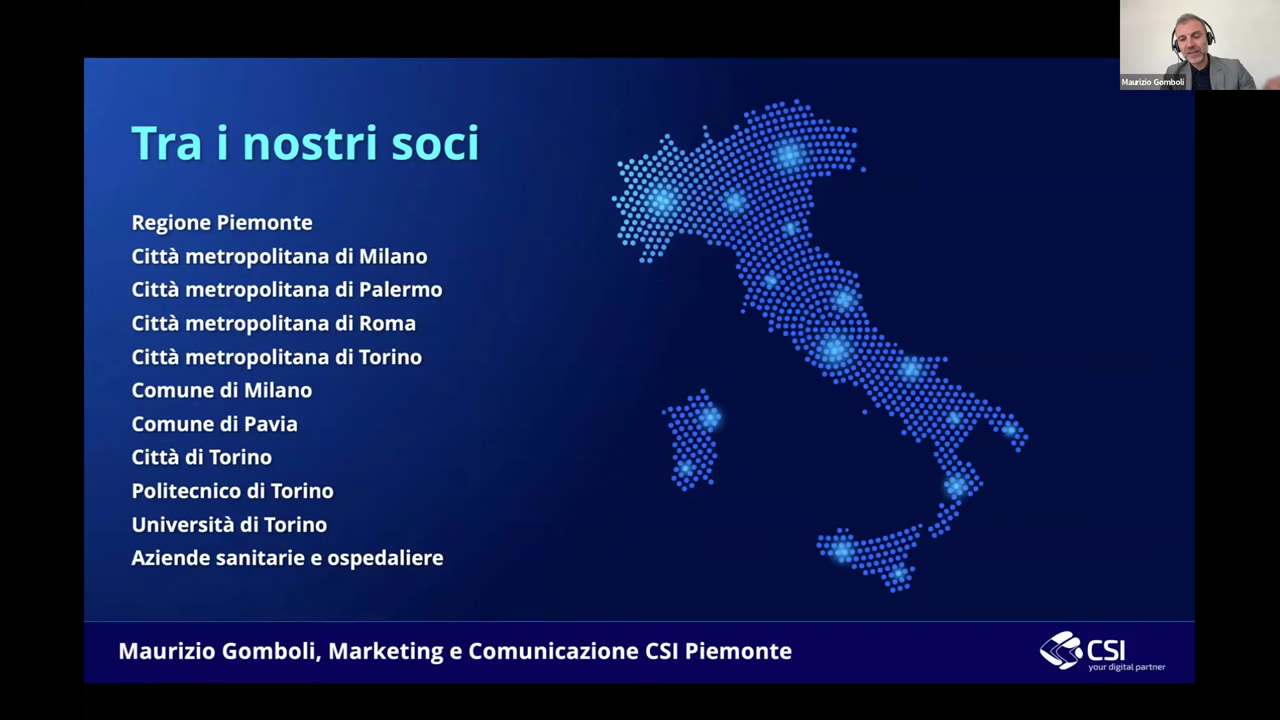 Maurizio Gomboli
Tra i nostri soci
Regione Piemonte
Città metropolitana di Milano
Città metropolitana di Palermo
Città metropolitana di Roma
Città metropolitana di Torino
Comune di Milano
Comune di Pavia
Città di Torino
Politecnico di Torino
Università di Torino
Aziende sanitarie e ospedaliere
Maurizio Gomboli, Marketing e Comunicazione CSI Piemonte
CSI
your digital partner